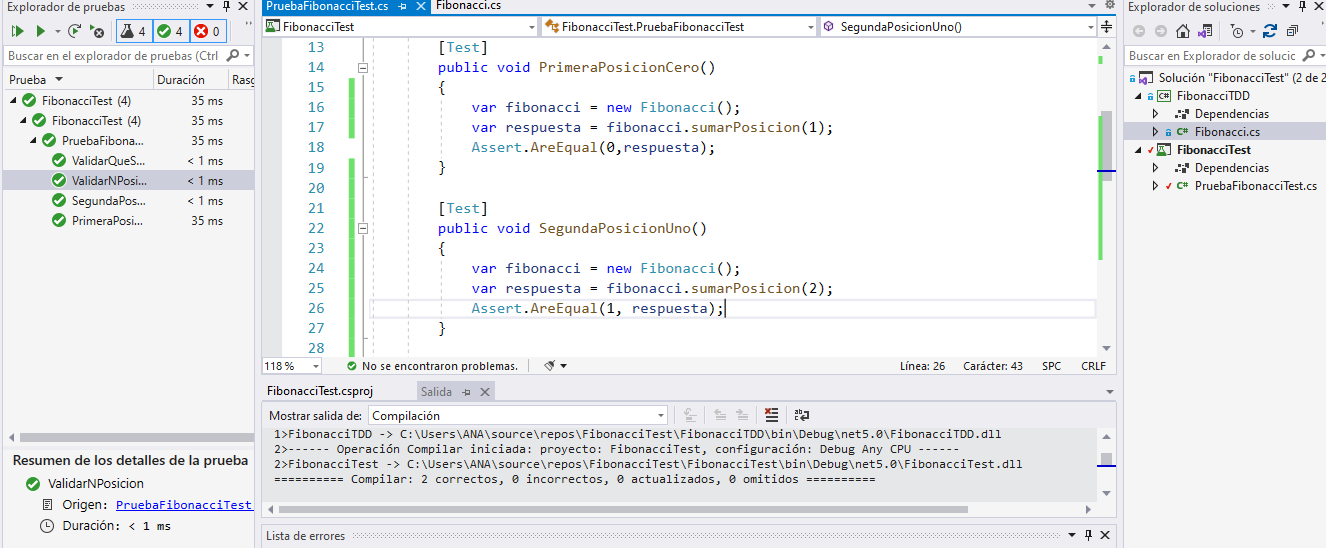 Explorador de pruebas
4 4 0
Buscar en el explorador de pruebas (Ctrl
Prueba Duración Rasg
FibonacciTest (4) 35 ms
FibonacciTest (4) 35 ms
PruebaFibona... 35 ms
ValidarQueS... < 1 ms
ValidarNPosi... < 1 ms
SegundaPos... < 1 ms
PrimeraPosi... 35 ms
Resumen de los detalles de la prueba
ValidarNPosicion
Origen: PruebaFibonacciTest
Duración: < 1 ms
PruebaFibonacciTest.cs Fibonacci.cs
FibonacciTest FibonacciTest.PruebaFibonacciTest SegundaPosicionUno()
13 [Test]
14 public void PrimeraPosicionCero()
15 {
16 var fibonacci = new Fibonacci();
17 var respuesta = fibonacci.sumarPosicion(1);
18 Assert.AreEqual(0,respuesta);
19 }
20
21 [Test]
22 public void SegundaPosicionUno()
23 {
24 var fibonacci = new Fibonacci();
25 var respuesta = fibonacci.sumarPosicion(2);
26 Assert.AreEqual(1, respuesta);
27 }
28
118 % No se encontraron problemas. Línea: 26 Carácter: 43 SPC CRLF
FibonacciTest.csproj Salida
Mostrar salida de: Compilación
1>FibonacciTDD -> C:\Users\ANA\source\repos\FibonacciTest\FibonacciTDD\bin\Debug\net5.0\FibonacciTDD.dll
2>------ Operación Compilar iniciada: proyecto: FibonacciTest, configuración: Debug Any CPU ------
2>FibonacciTest -> C:\Users\ANA\source\repos\FibonacciTest\FibonacciTest\bin\Debug\net5.0\FibonacciTest.dll
========== Compilar: 2 correctos, 0 incorrectos, 0 actualizados, 0 omitidos ==========
Lista de errores
Explorador de soluciones
Buscar en Explorador de solucio
Solución "FibonacciTest" (2 de 2
FibonacciTDD
Dependencias
C# Fibonacci.cs
FibonacciTest
Dependencias
C# PruebaFibonacciTest.cs